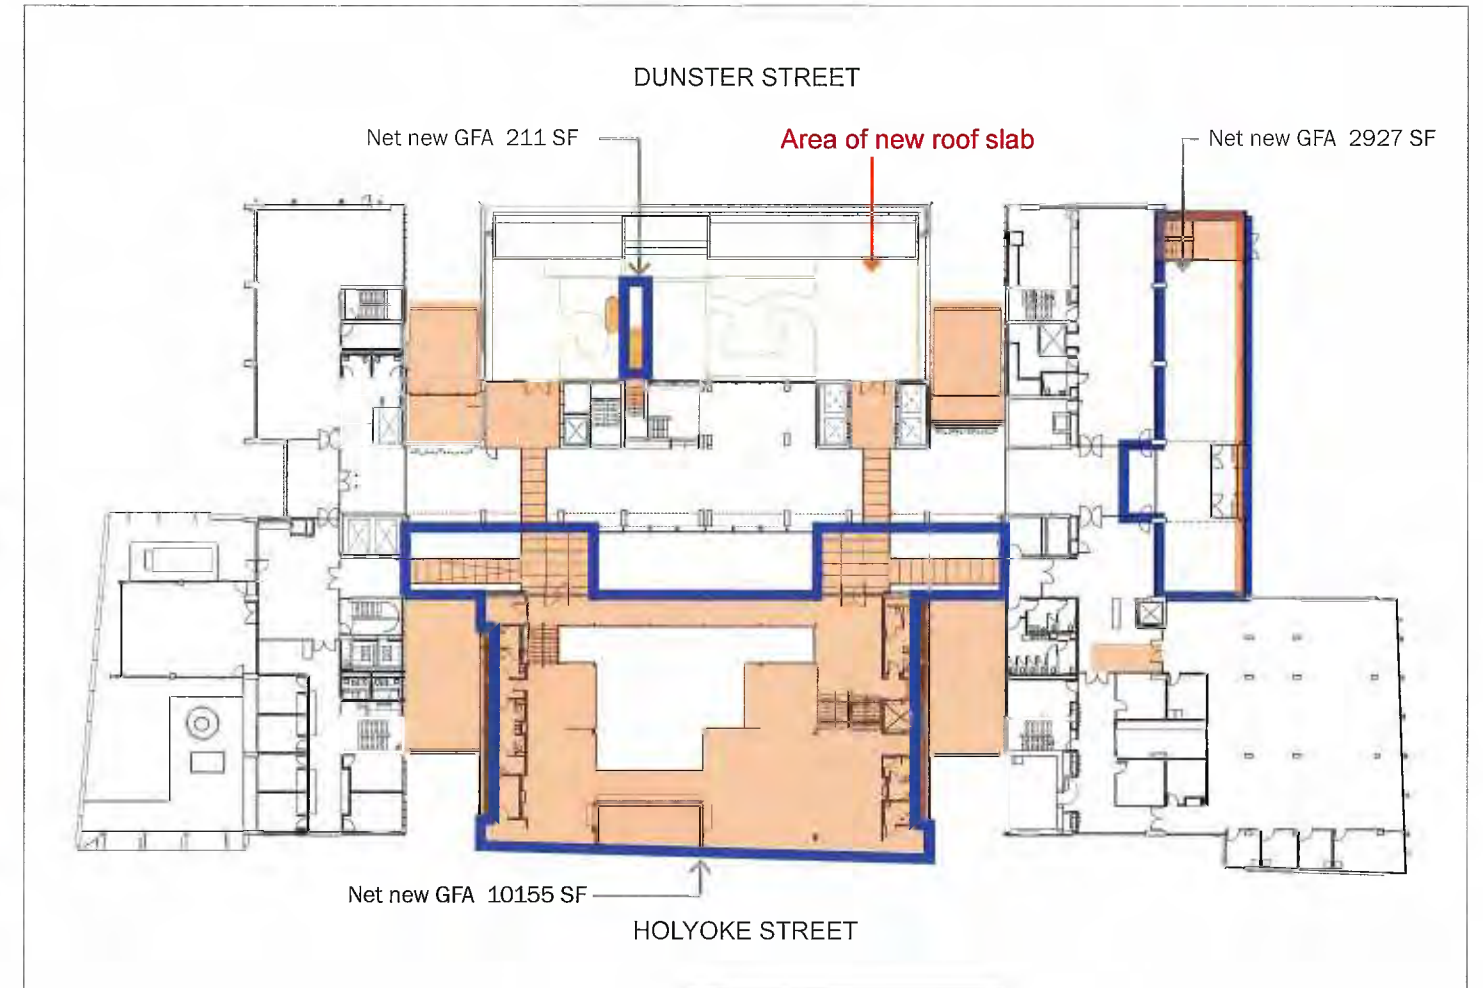 DUNSTER STREET
Net new GFA 211 SF
Area of new roof slab
Net new GFA 2927 SF
Net new GFA 10155 SF
HOLYOKE STREET